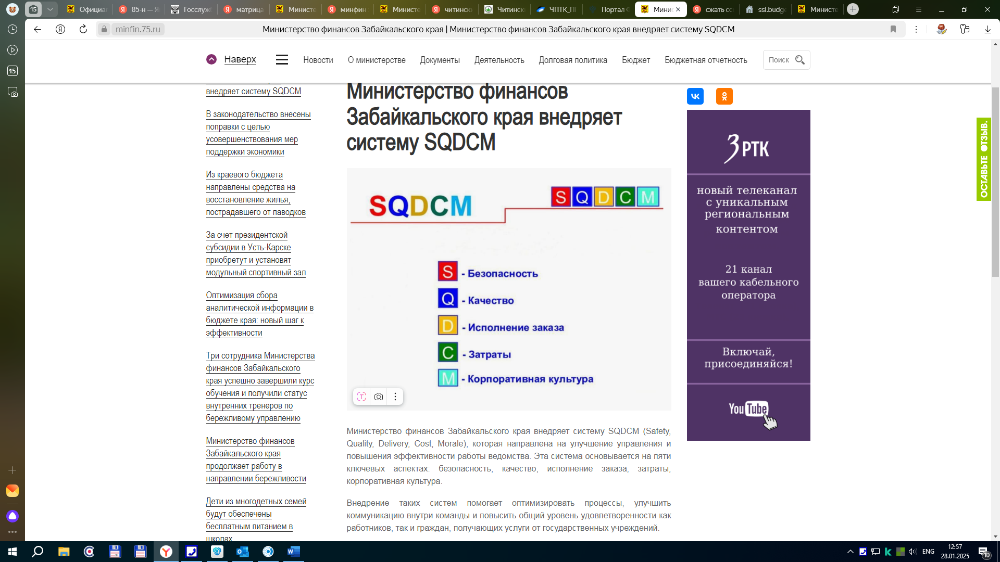 15
Официал
85-н — Я
Госслуж
матрица
Министе
минфин
Министе
читински
Читински
ЧПТК_ПГ
Портал Ф
Минис
сжать сс
ssl.budge
Министе
minfin.75.ru
Министерство финансов Забайкальского края | Министерство финансов Забайкальского края внедряет систему SQDCM
15
Наверх
Новости
О министерстве
Документы
Деятельность
Долговая политика
Бюджет
Бюджетная отчетность
Поиск
внедряет систему SQDCM
В законодательство внесены
поправки с целью
усовершенствования мер
поддержки экономики
Из краевого бюджета
направлены средства на
восстановление жилья,
пострадавшего от паводков
За счет президентской
субсидии в Усть-Карске
приобретут и установят
модульный спортивный зал
Оптимизация сбора
аналитической информации в
бюджете края: новый шаг к
эффективности
Три сотрудника Министерства
финансов Забайкальского
края успешно завершили курс
обучения и получили статус
внутренних тренеров по
бережливому управлению
Министерство финансов
Забайкальского края
продолжает работу в
направлении бережливости
Дети из многодетных семей
будут обеспечены
бесплатным питанием в
школах
Министерство финансов
Забайкальского края внедряет
систему SQDCM
SQDCM
S Q D C M
S - Безопасность
Q - Качество
D - Исполнение заказа
C - Затраты
M - Корпоративная культура
Министерство финансов Забайкальского края внедряет систему SQDCM (Safety,
Quality, Delivery, Cost, Morale), которая направлена на улучшение управления и
повышения эффективности работы ведомства. Эта система основывается на пяти
ключевых аспектах: безопасность, качество, исполнение заказа, затраты,
корпоративная культура.
Внедрение таких систем помогает оптимизировать процессы, улучшить
коммуникацию внутри команды и повысить общий уровень удовлетворенности как
работников, так и граждан, получающих услуги от государственных учреждений.
ЗРТК
новый телеканал
с уникальным
региональным
контентом
21 канал
вашего кабельного
оператора
Включай,
присоединяйся!
YouTube
ОСТАВЬТЕ ОТЗЫВ.
ENG
12:57
28.01.2025
10